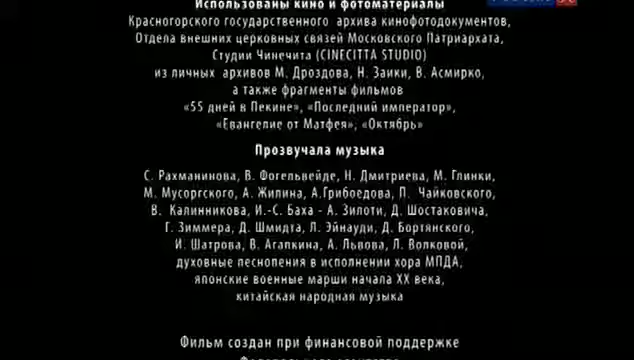 Использованы кино и фотоматериалы
Красногорского государственного архива кинофотодокументов,
Отдела внешних церковных связей Московского Патриархата,
Студии Чинечита (CINECITTA STUDIO)
из личных архивов М. Дроздова, Н. Заики, В. Асмирко,
а также фрагменты фильмов
«55 дней в Пекине», «Последний император»,
«Евангелие от Матфея», «Октябрь»
Прозвучала музыка
С. Рахманинова, В. Фогельвейде, Н. Дмитриева, М. Глинки,
М. Мусоргского, А. Жилина, А.Грибоедова, П. Чайковского,
В. Калинникова, И.-С. Баха - А. Зилоти, Д. Шостаковича,
Г. Зиммера, Д. Шмидта, Л. Эйнауди, Д. Бортянского,
И. Шатрова, В. Агапкина, А. Львова, Л. Волковой,
духовные песнопения в исполнении хора МПДА,
японские военные марши начала XX века,
китайская народная музыка
Фильм создан при финансовой поддержке